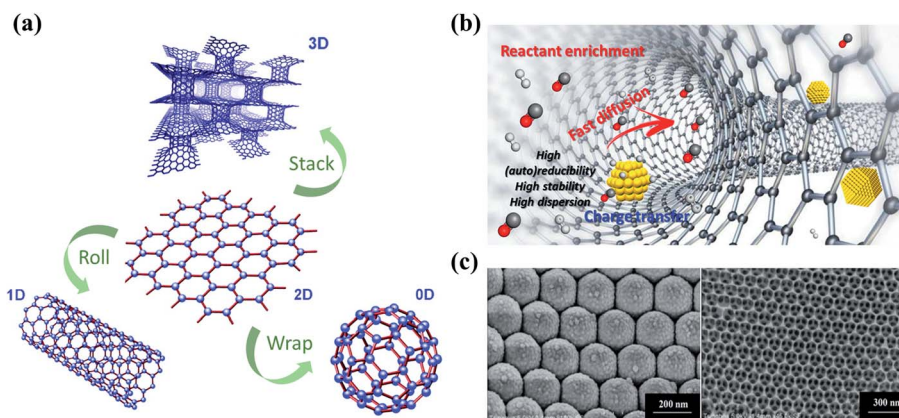 (a)
3D
Stack
Roll
1D
2D
0D
Wrap
(b)
Reactant enrichment
Fast diffusion
High
(auto)reducibility
High stability
High dispersion
Charge transfer
(c)
200 nm
300 nm